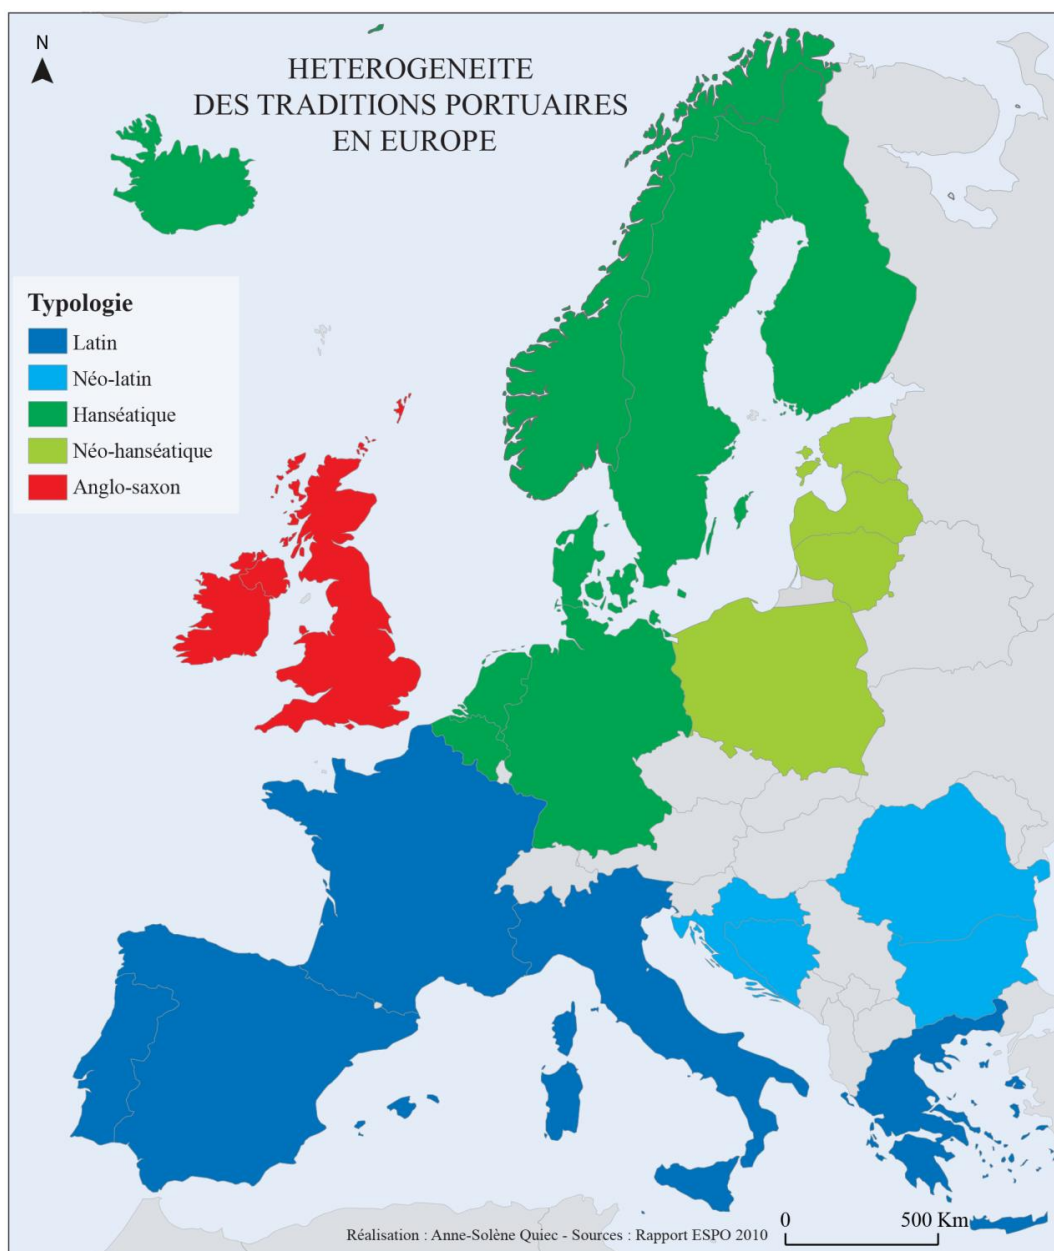 N
HETEROGENEITE
DES TRADITIONS PORTUAIRES
EN EUROPE
Typologie
Latin
Néo-latin
Hanséatique
Néo-hanséatique
Anglo-saxon
0 500 Km
Réalisation : Anne-Solène Quiec - Sources : Rapport ESPO 2010